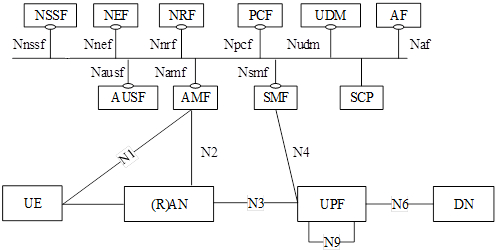 NSSF NEF NRF PCF UDM AF
Nnssf Nnef Nnrf Npcf Nudm Naf
Nausf Namf Nsmf
AUSF AMF SMF SCP
N1 N2 N4
UE (R)AN N3 UPF N6 DN
N9